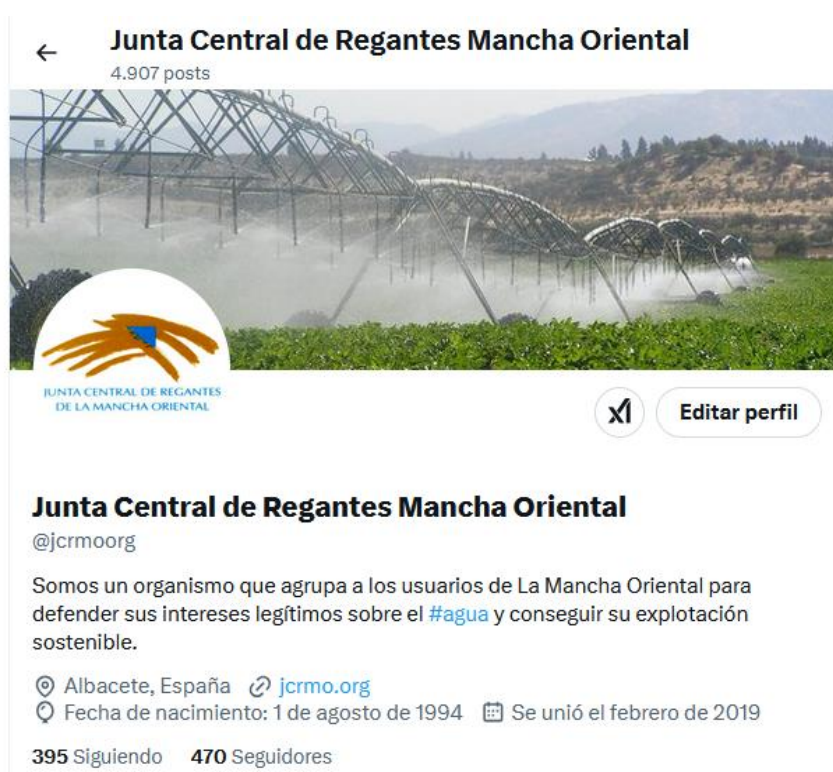 Junta Central de Regantes Mancha Oriental
4.907 posts
JUNTA CENTRAL DE REGANTES
DE LA MANCHA ORIENTAL
Editar perfil
Junta Central de Regantes Mancha Oriental
@jcrmoorg
Somos un organismo que agrupa a los usuarios de La Mancha Oriental para
defender sus intereses legítimos sobre el #agua y conseguir su explotación
sostenible.
Albacete, España jcrmo.org
Fecha de nacimiento: 1 de agosto de 1994 Se unió el febrero de 2019
395 Siguiendo 470 Seguidores